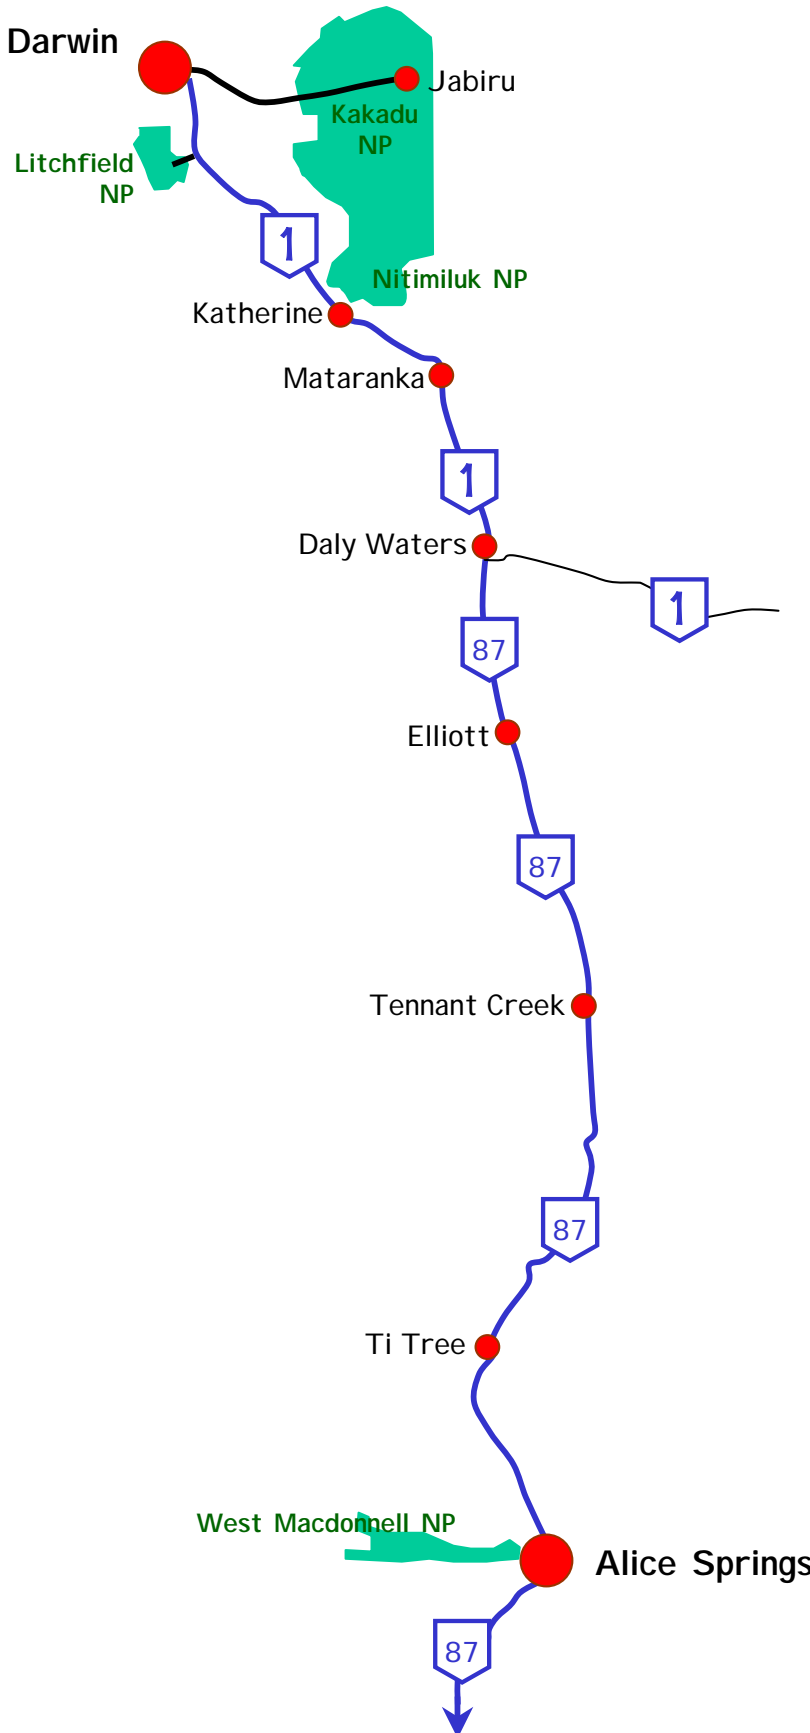 Darwin
Jabiru
Kakadu
NP
Litchfield
NP
1
Nitimiluk NP
Katherine
Mataranka
1
Daly Waters
1
87
Elliott
87
Tennant Creek
87
Ti Tree
West Macdonnell NP
Alice Springs
87